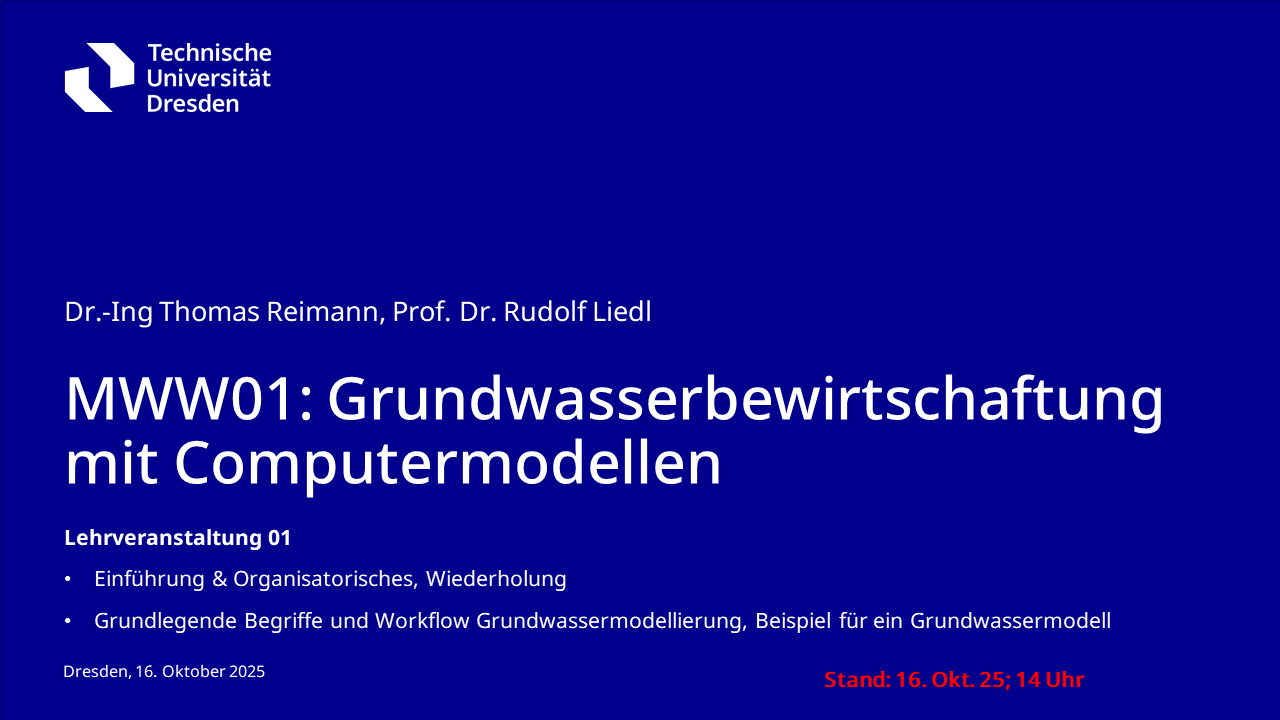 Technische
Universität
Dresden
Dr.-Ing Thomas Reimann, Prof. Dr. Rudolf Liedl
MWW01: Grundwasserbewirtschaftung
mit Computermodellen
Lehrveranstaltung 01
• Einführung & Organisatorisches, Wiederholung
• Grundlegende Begriffe und Workflow Grundwassermodellierung, Beispiel für ein Grundwassermodell
Dresden, 16. Oktober 2025
Stand: 16. Okt. 25; 14 Uhr